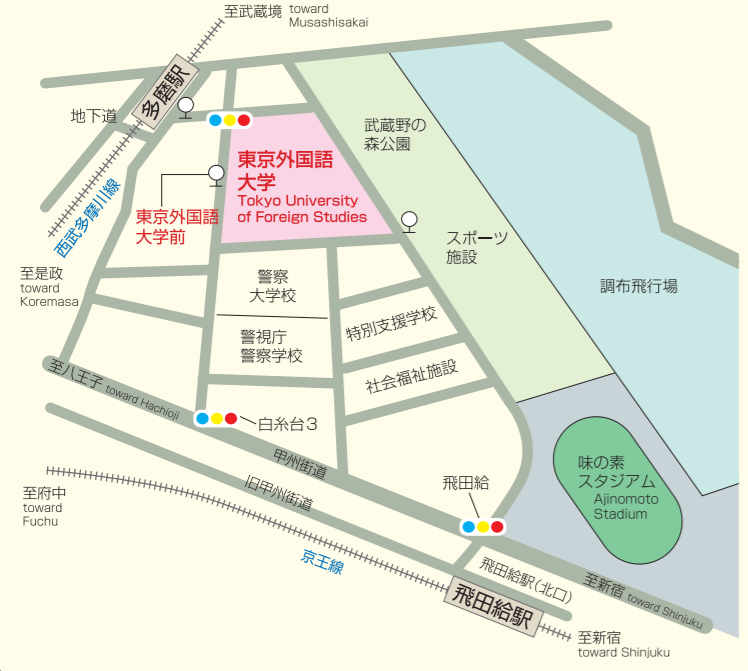 至武蔵境 toward
Musashisakai
多磨駅
地下道
武蔵野の
森公園
東京外国語
大学
Tokyo University
of Foreign Studies
東京外国語
大学前
西武多摩川線
スポーツ
施設
至是政
toward
Koremasa
警察
大学校
調布飛行場
特別支援学校
警視庁
警察学校
社会福祉施設
至八王子 toward Hachioji
白糸台3
甲州街道
味の素
スタジアム
Ajinomoto
Stadium
飛田給
旧甲州街道
至府中
toward
Fuchu
京王線
飛田給駅(北口)
至新宿 toward Shinjuku
飛田給駅
至新宿
toward Shinjuku